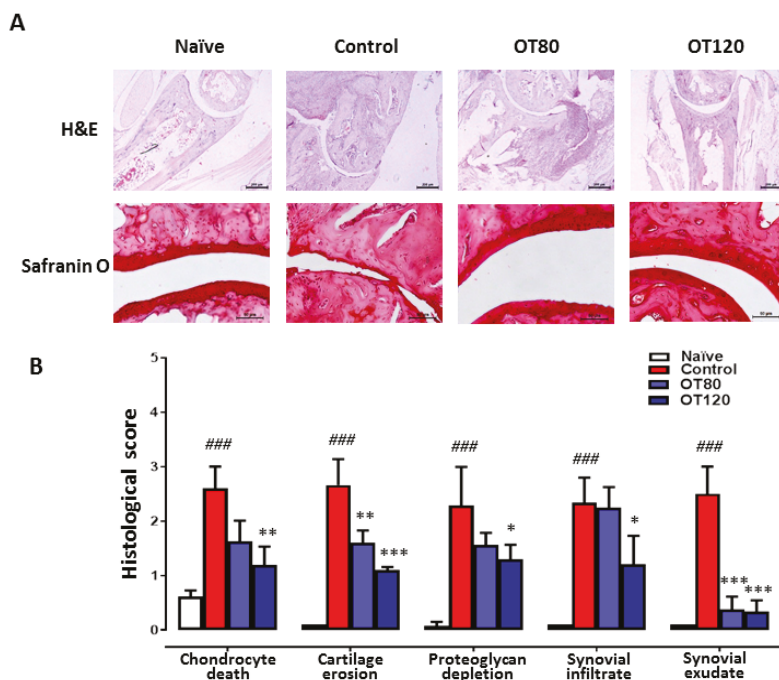 A
Naïve Control OT80 OT120
H&E
Safranin O
B
Histological score
5
4
3
2
1
0
Naïve
Control
OT80
OT120
###
**
###
**
***
###
*
###
*
###
***
***
Chondrocyte
death
Cartilage
erosion
Proteoglycan
depletion
Synovial
infiltrate
Synovial
exudate